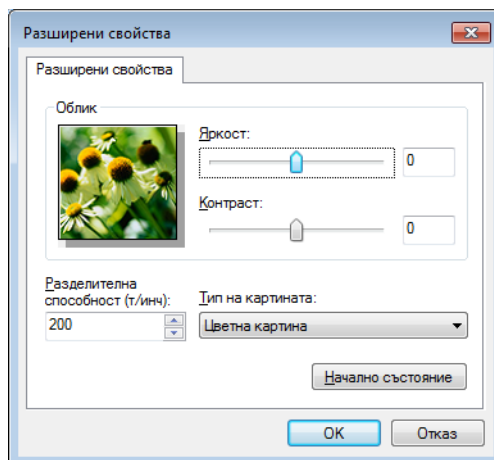 Разширени свойства
Разширени свойства
Облик
Яркост:
0
Контраст:
0
Разделителна
способност (т/инч):
200
Тип на картината:
Цветна картина
Начално състояние
OK
Отказ